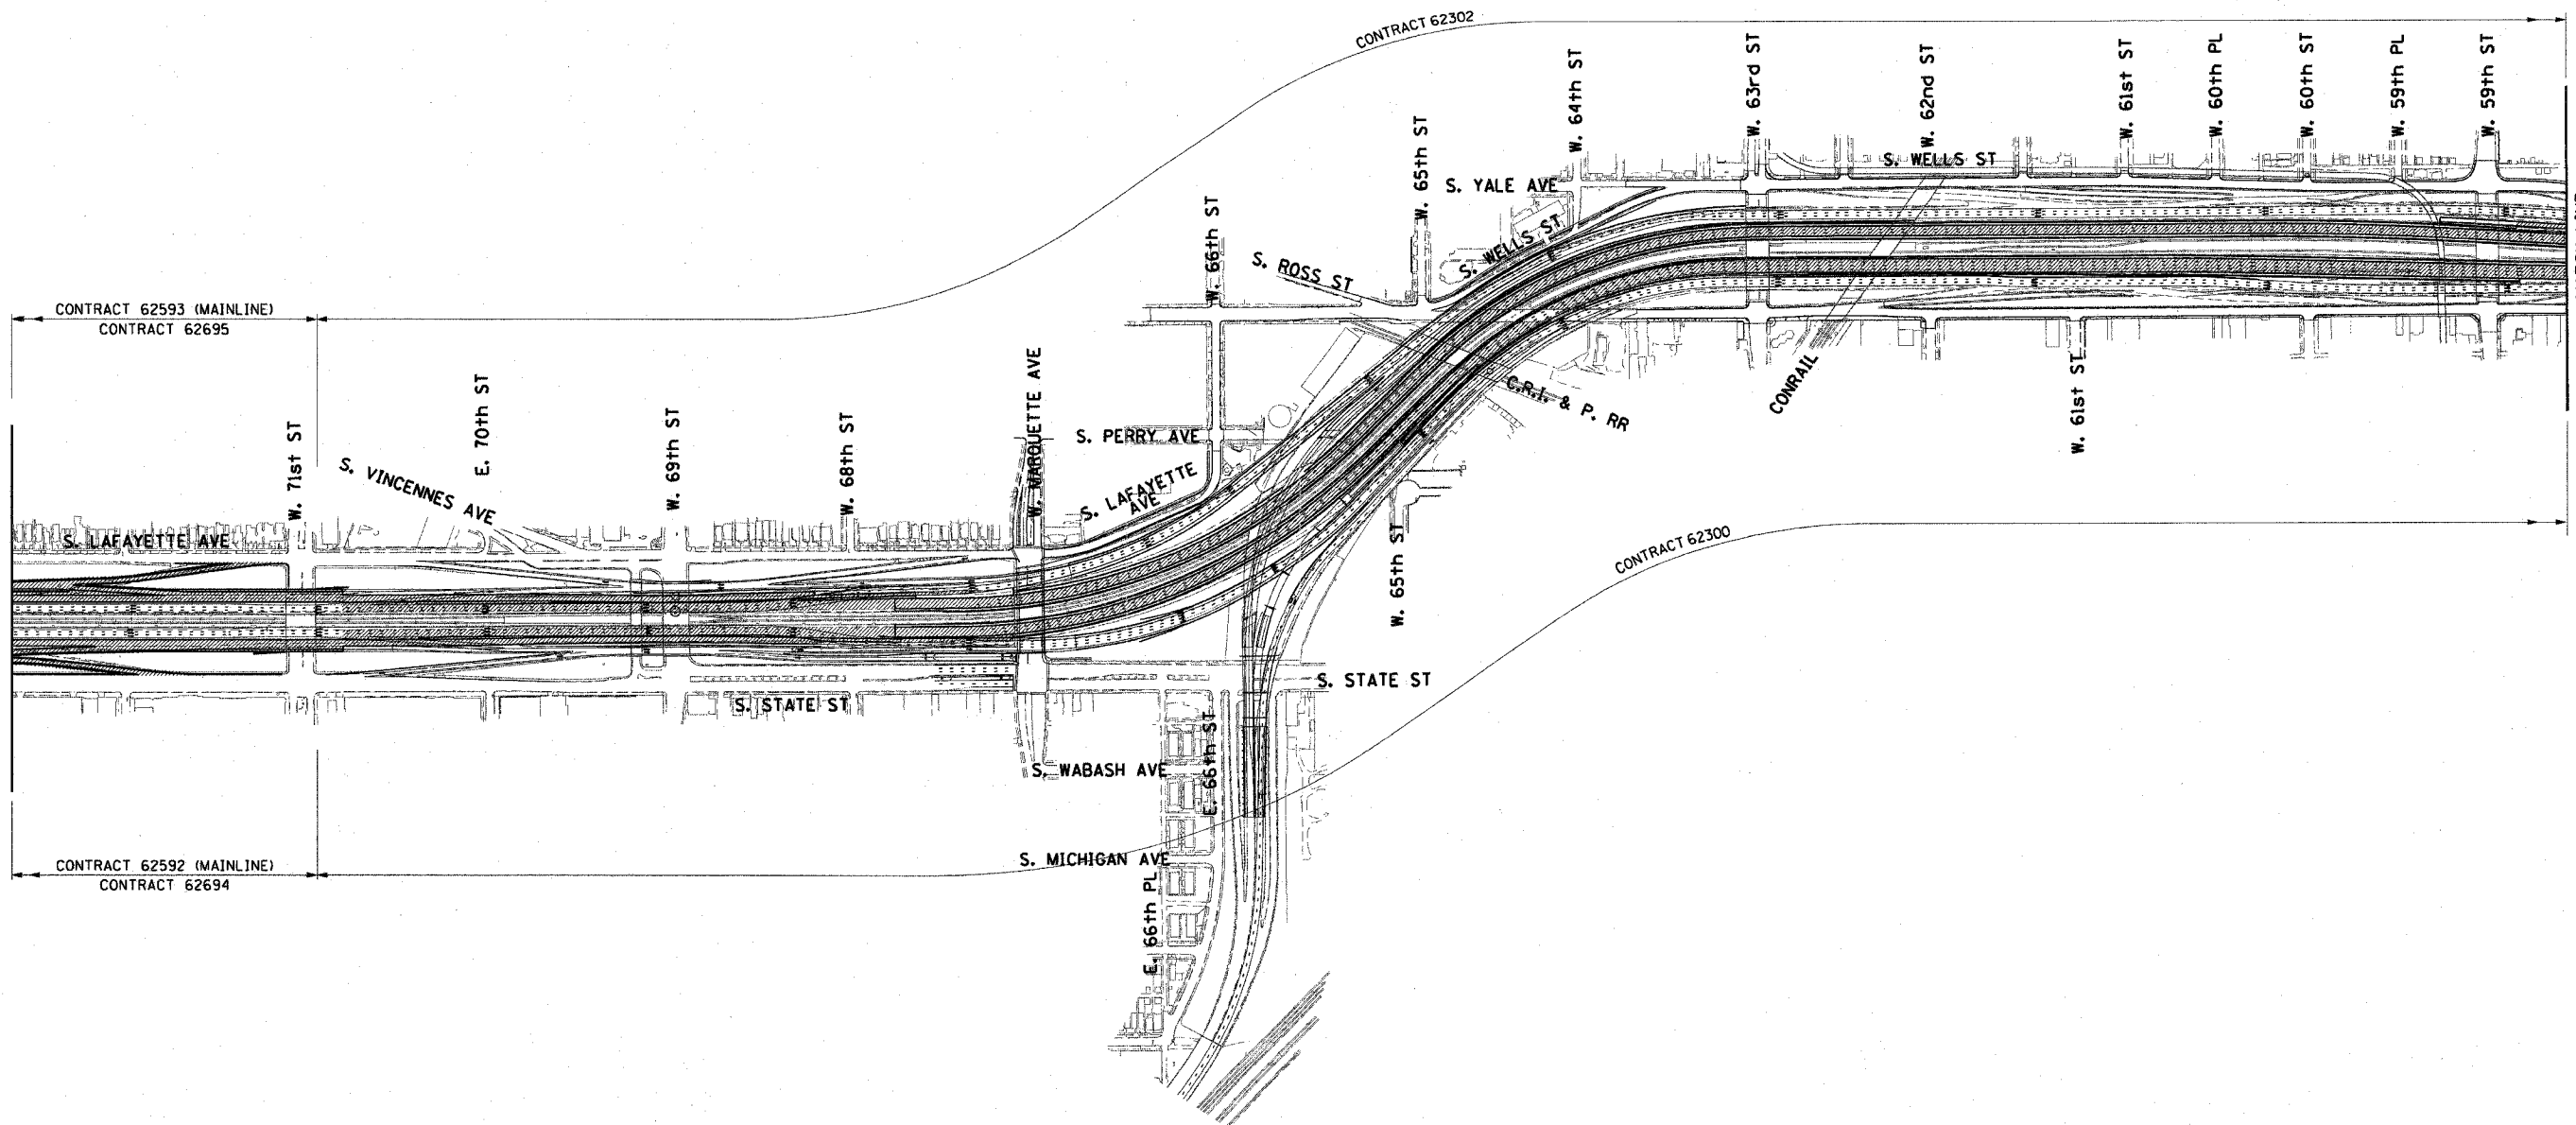 CONTRACT 62302
W. 59th ST
59th PL
W. 60th ST
W. 60th PL
W. 61st ST
W. 62nd ST
W. 63rd ST
W. 64th ST
W. 65th ST
W. 66th ST
S. WELLS ST
S. YALE AVE
S. WELLS ST
S. ROSS ST
CONTRACT 62593 (MAINLINE)
CONTRACT 62695
C.R.I. & P. RR
CONRAIL
W. 61st ST
W. MARQUETTE AVE
E. 70th ST
W. 69th ST
W. 68th ST
W. 71st ST
S. VINCENNES AVE
S. PERRY AVE
S. LAFAYETTE
AVE
S. LAFAYETTE AVE
W. 65th ST
CONTRACT 62300
S. STATE ST
S. STATE ST
E. 66th ST
S. WABASH AVE
S. MICHIGAN AVE
E. 66th PL
CONTRACT 62592 (MAINLINE)
CONTRACT 62694